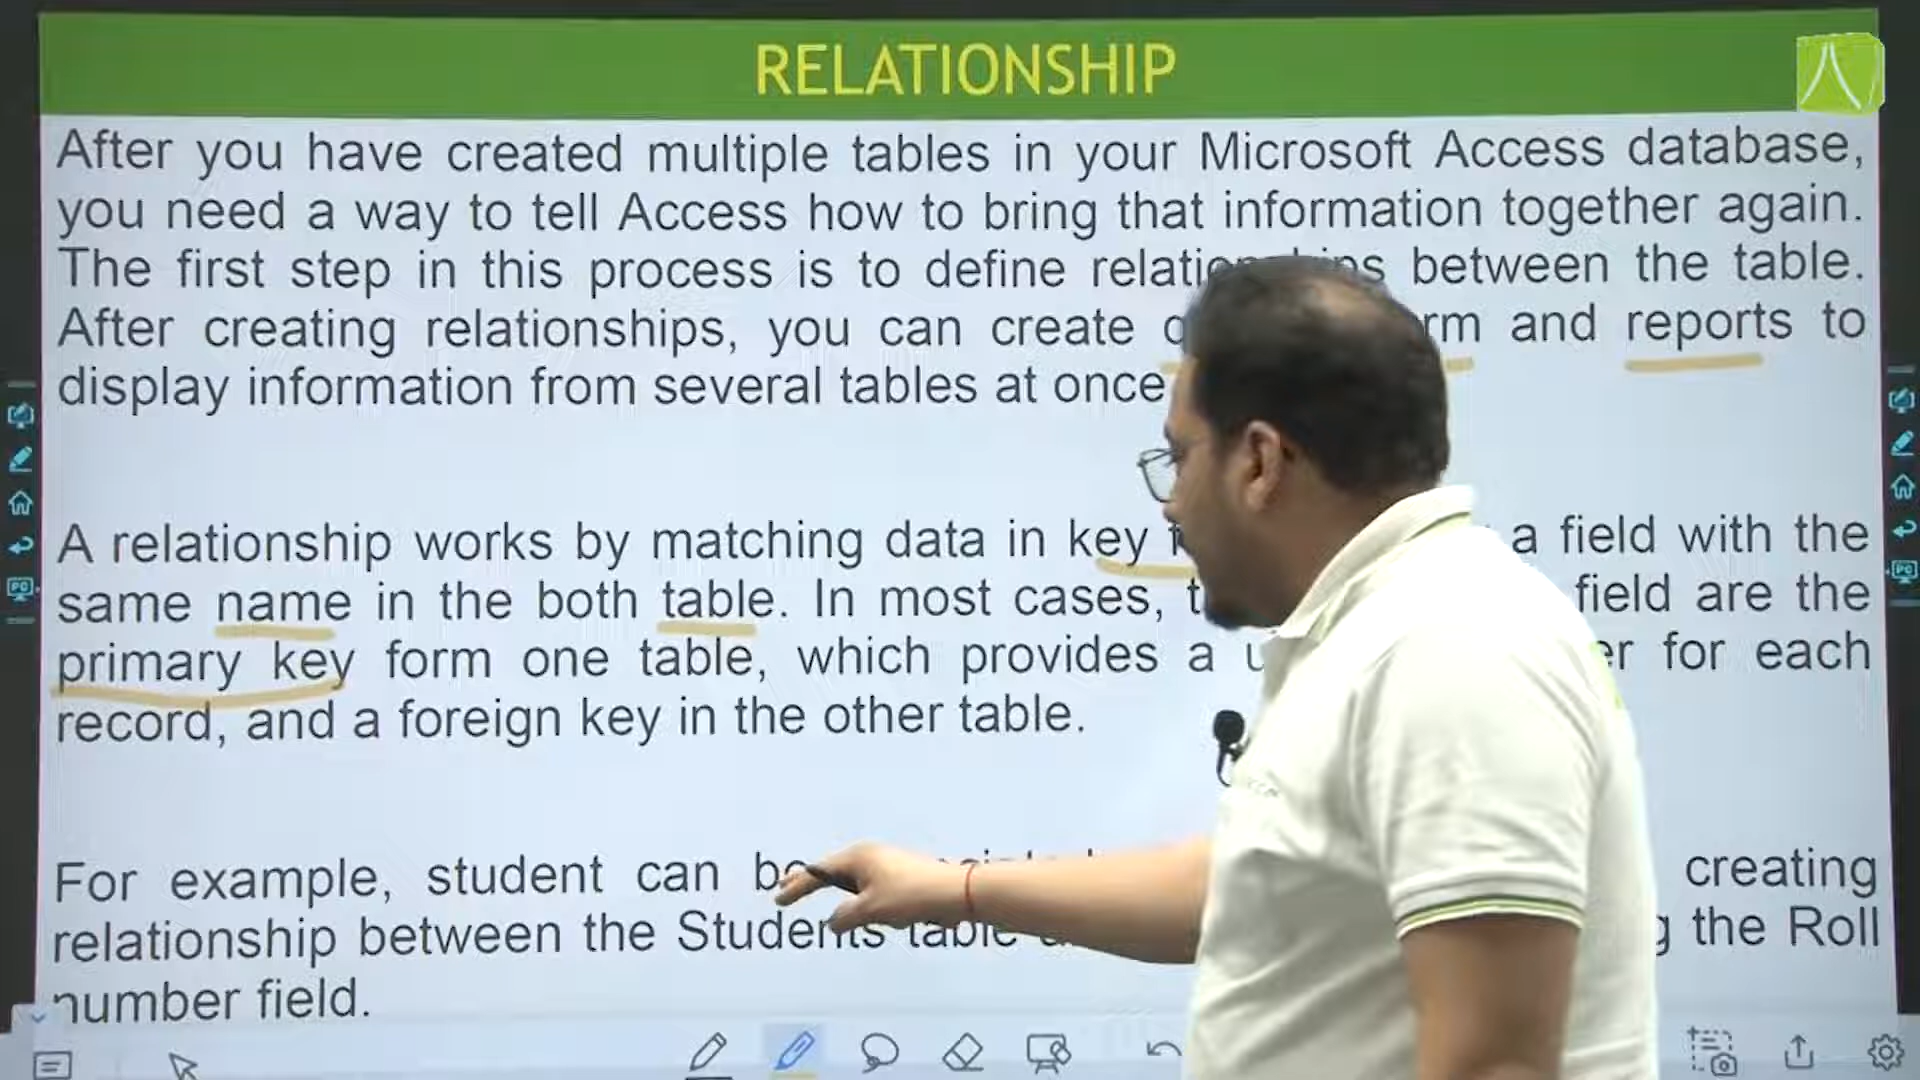 RELATIONSHIP
After you have created multiple tables in your Microsoft Access database,
you need a way to tell Access how to bring that information together again.
The first step in this process is to define relationships between the table.
After creating relationships, you can create and reports to
display information from several tables at once
A relationship works by matching data in key a field with the
same name in the both table. In most cases, field are the
primary key form one table, which provides a for each
record, and a foreign key in the other table.
For example, student can creating
relationship between the Students table the Roll
number field.